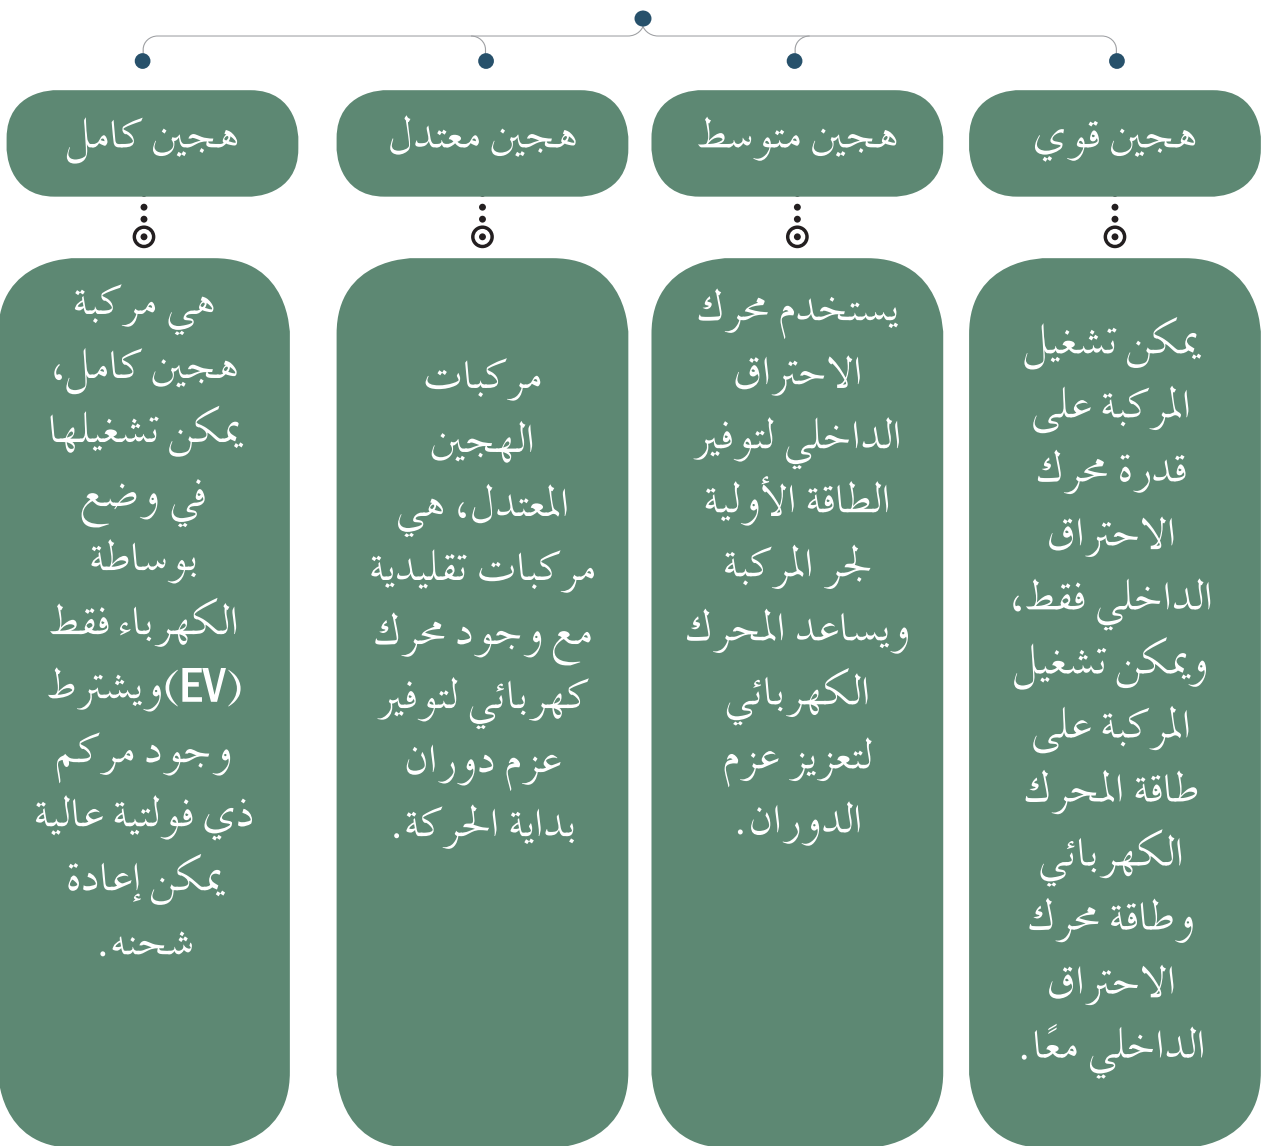 هجين قوي
يمكن تشغيل
المركبة على
قدرة محرك
الاحتراق
الداخلي فقط،
ويمكن تشغيل
المركبة على
طاقة المحرك
الكهربائي
وطاقة محرك
الاحتراق
الداخلي معًا.
هجين متوسط
يستخدم محرك
الاحتراق
الداخلي لتوفير
الطاقة الأولية
لجر المركبة
ويساعد المحرك
الكهربائي
لتعزيز عزم
الدوران.
هجين معتدل
مركبات
الهجين
المعتدل، هي
مركبات تقليدية
مع وجود محرك
كهربائي لتوفير
عزم دوران
بداية الحركة.
هجين كامل
هي مركبة
هجين كامل،
يمكن تشغيلها
في وضع
بوساطة
الكهرباء فقط
(EV)ويشترط
وجود مركم
ذي فولتية عالية
يمكن إعادة
شحنه.